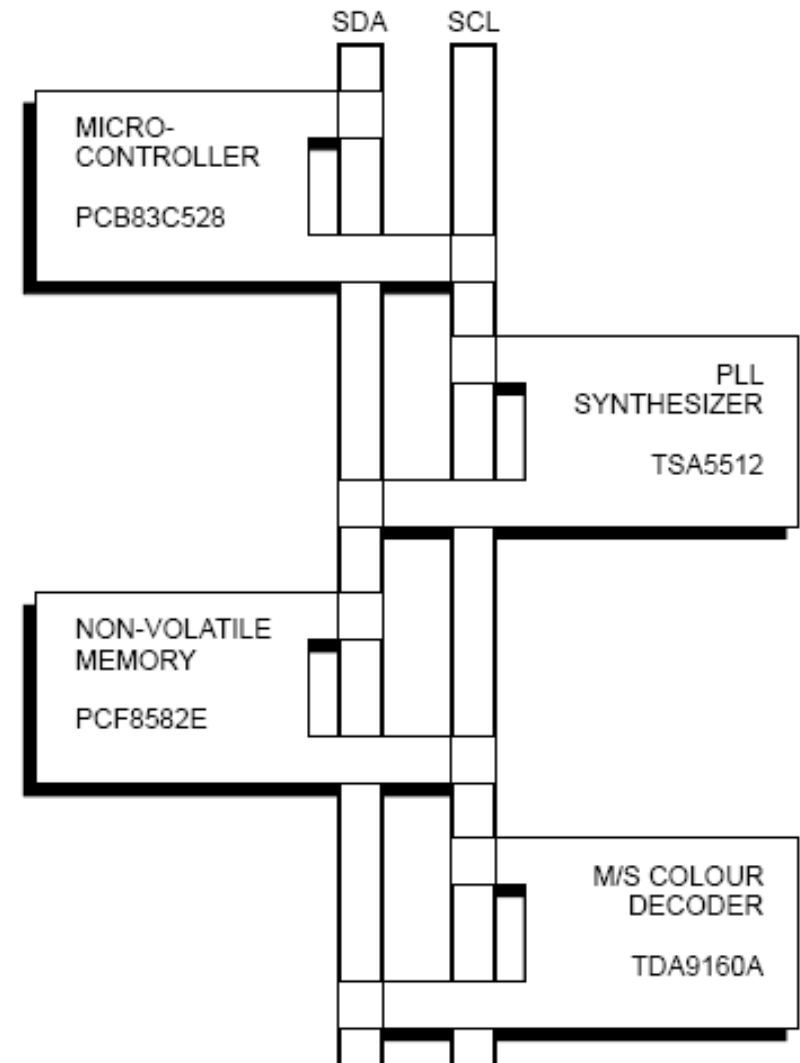 SDA SCL
MICRO-
CONTROLLER
PCB83C528
PLL
SYNTHESIZER
TSA5512
NON-VOLATILE
MEMORY
PCF8582E
M/S COLOUR
DECODER
TDA9160A